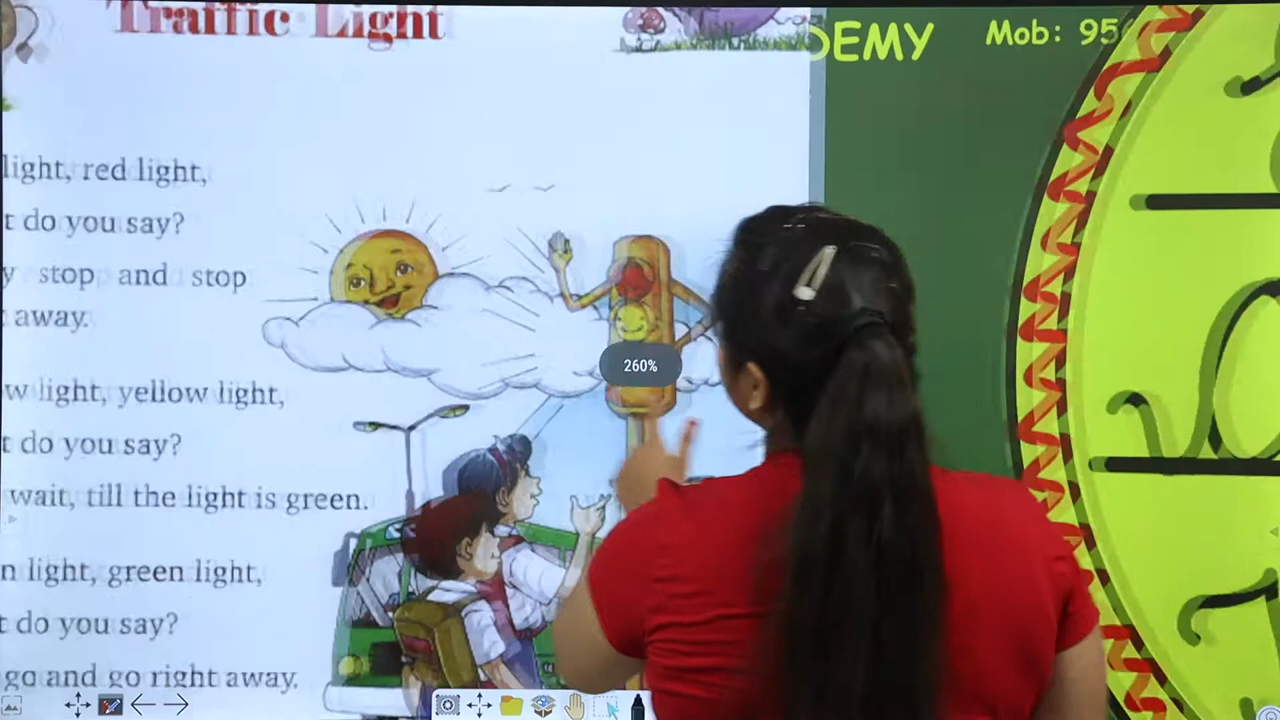 Traffic Light
DEMY
Mob: 95
light, red light,
t do you say?
y stop and stop
away.
w light, yellow light,
t do you say?
wait, till the light is green.
n light, green light,
t do you say?
go and go right away.
260%